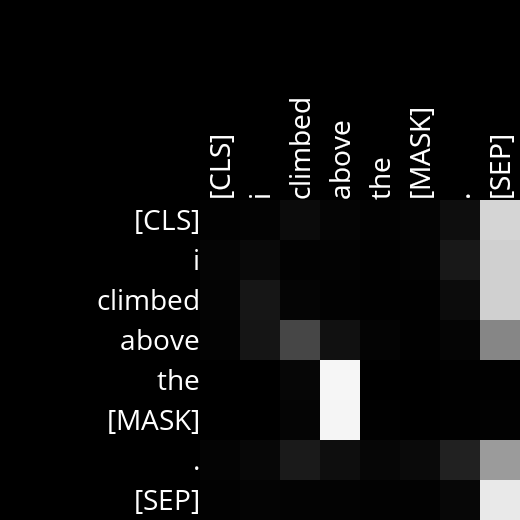 [CLS]
i
climbed
above
the
[MASK]
.
[SEP]
[CLS]
i
climbed
above
the
[MASK]
.
[SEP]